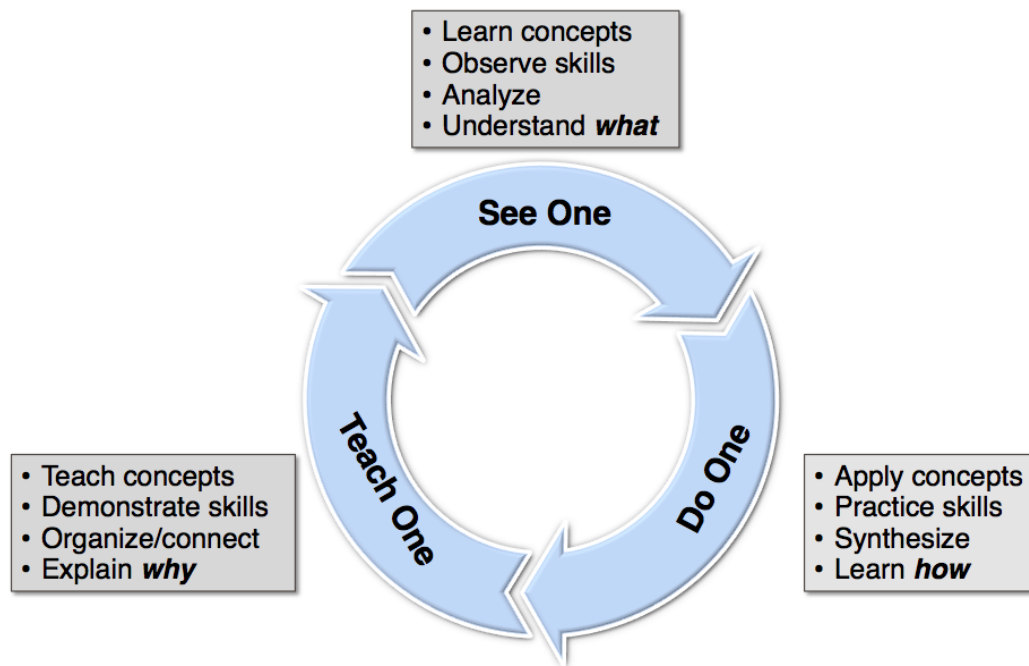 • Learn concepts
• Observe skills
• Analyze
• Understand what
See One
Do One
• Apply concepts
• Practice skills
• Synthesize
• Learn how
Teach One
• Teach concepts
• Demonstrate skills
• Organize/connect
• Explain why